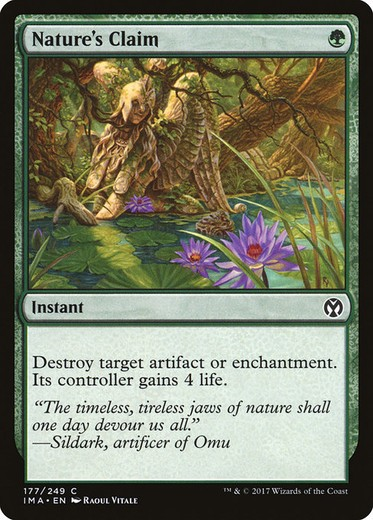 Nature's Claim
Instant
Destroy target artifact or enchantment.
Its controller gains 4 life.
“The timeless, tireless jaws of nature shall
one day devour us all.”
—Sildark, artificer of Omu
177/249 C
IMA • EN Raoul Vitale
™ & © 2017 Wizards of the Coast